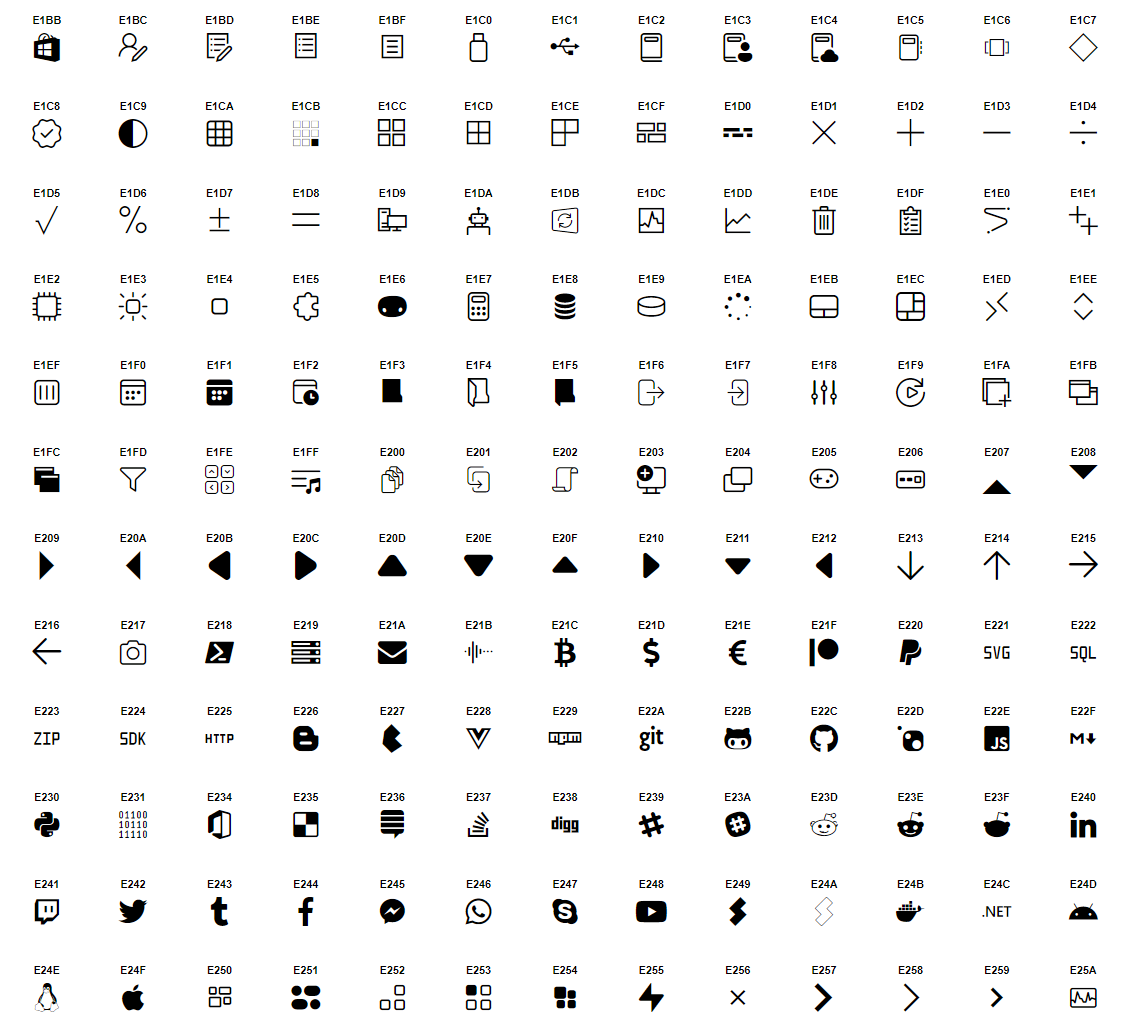 E1BB E1BC E1BD E1BE E1BF E1C0 E1C1 E1C2 E1C3 E1C4 E1C5 E1C6 E1C7
E1C8 E1C9 E1CA E1CB E1CC E1CD E1CE E1CF E1D0 E1D1 E1D2 E1D3 E1D4
E1D5 E1D6 E1D7 E1D8 E1D9 E1DA E1DB E1DC E1DD E1DE E1DF E1E0 E1E1
E1E2 E1E3 E1E4 E1E5 E1E6 E1E7 E1E8 E1E9 E1EA E1EB E1EC E1ED E1EE
E1EF E1F0 E1F1 E1F2 E1F3 E1F4 E1F5 E1F6 E1F7 E1F8 E1F9 E1FA E1FB
E1FC E1FD E1FE E1FF E200 E201 E202 E203 E204 E205 E206 E207 E208
E209 E20A E20B E20C E20D E20E E20F E210 E211 E212 E213 E214 E215
E216 E217 E218 E219 E21A E21B E21C E21D E21E E21F E220 E221 E222
SVG SQL
E223 E224 E225 E226 E227 E228 E229 E22A E22B E22C E22D E22E E22F
ZIP SDK HTTP npm git JS M
E230 E231 E234 E235 E236 E237 E238 E239 E23A E23D E23E E23F E240
01100
10110
11110
digg in
E241 E242 E243 E244 E245 E246 E247 E248 E249 E24A E24B E24C E24D
t f S .NET
E24E E24F E250 E251 E252 E253 E254 E255 E256 E257 E258 E259 E25A